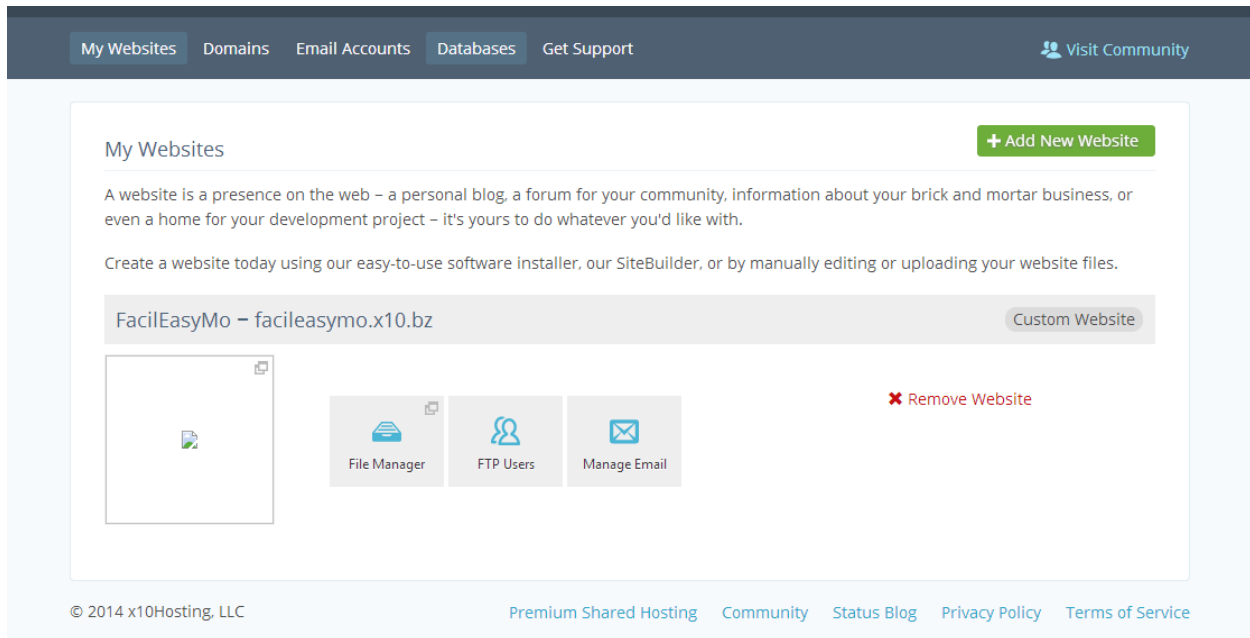 My Websites Domains Email Accounts Databases Get Support Visit Community
My Websites
+ Add New Website
A website is a presence on the web – a personal blog, a forum for your community, information about your brick and mortar business, or
even a home for your development project – it's yours to do whatever you'd like with.
Create a website today using our easy-to-use software installer, our SiteBuilder, or by manually editing or uploading your website files.
FacilEasyMo – facileasymo.x10.bz
Custom Website
Remove Website
File Manager FTP Users Manage Email
© 2014 x10Hosting, LLC Premium Shared Hosting Community Status Blog Privacy Policy Terms of Service